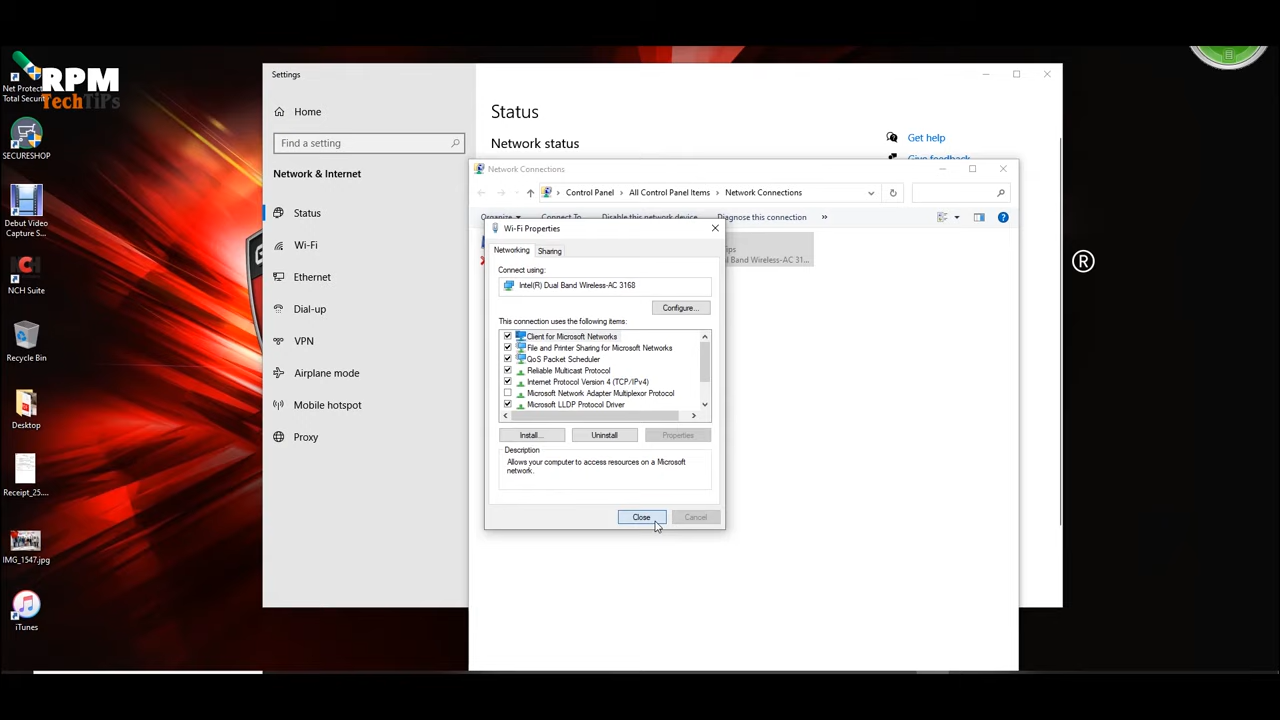 RPM
TechTiPs
Net Protec
Total Securit
SECURESHOP
Debut Video
Capture S...
NCH
NCH Suite
Recycle Bin
Desktop
Receipt_25....
IMG_1547.jpg
iTunes
Settings
Home
Find a setting
Network & Internet
Status
Wi-Fi
Ethernet
Dial-up
VPN
Airplane mode
Mobile hotspot
Proxy
Status
Network status
Get help
Give feedback
Network Connections
Control Panel > All Control Panel Items > Network Connections
Organize Connect To Disable this network device Diagnose this connection »
al Band Wireless-AC 31...
Wi-Fi Properties
Networking Sharing
Connect using:
Intel(R) Dual Band Wireless-AC 3168
Configure...
This connection uses the following items:
Client for Microsoft Networks
File and Printer Sharing for Microsoft Networks
QoS Packet Scheduler
Reliable Multicast Protocol
Internet Protocol Version 4 (TCP/IPv4)
Microsoft Network Adapter Multiplexor Protocol
Microsoft LLDP Protocol Driver
Install... Uninstall Properties
Description
Allows your computer to access resources on a Microsoft
network.
Close Cancel
®